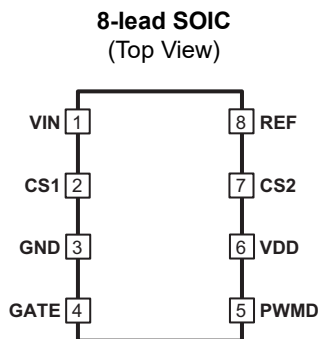 8-lead SOIC
(Top View)
VIN 1 8 REF
CS1 2 7 CS2
GND 3 6 VDD
GATE 4 5 PWMD